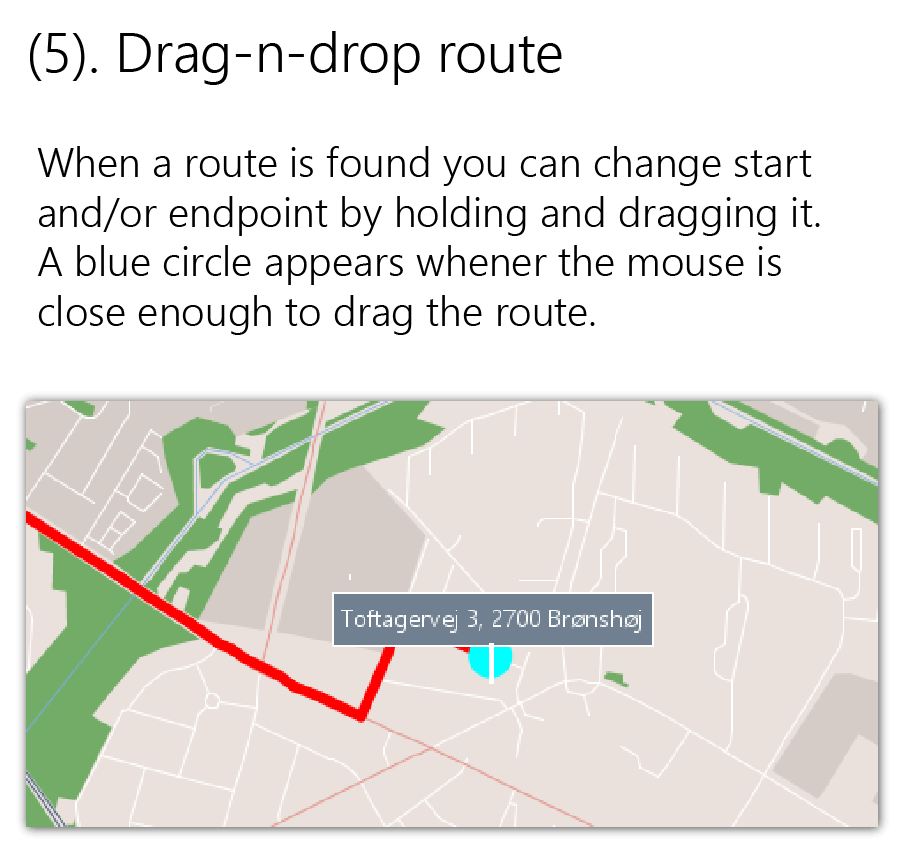 (5). Drag-n-drop route
When a route is found you can change start
and/or endpoint by holding and dragging it.
A blue circle appears whener the mouse is
close enough to drag the route.
Toftagervej 3, 2700 Brønshøj